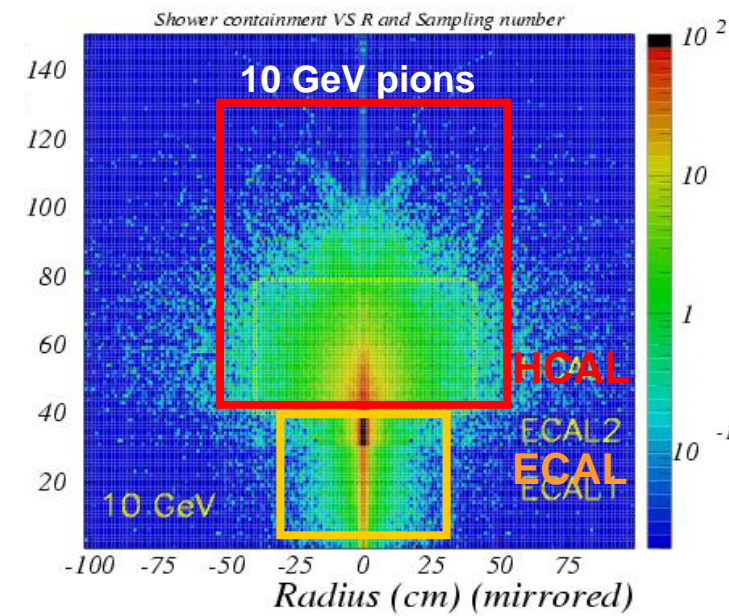 Shower containment VS R and Sampling number
10 GeV pions
140
120
100
80
60
40
20
10 2
10
1
10 -1
HCAL
ECAL2
ECAL
ECAL1
10 GeV
-100 -75 -50 -25 0 25 50 75
Radius (cm) (mirrored)